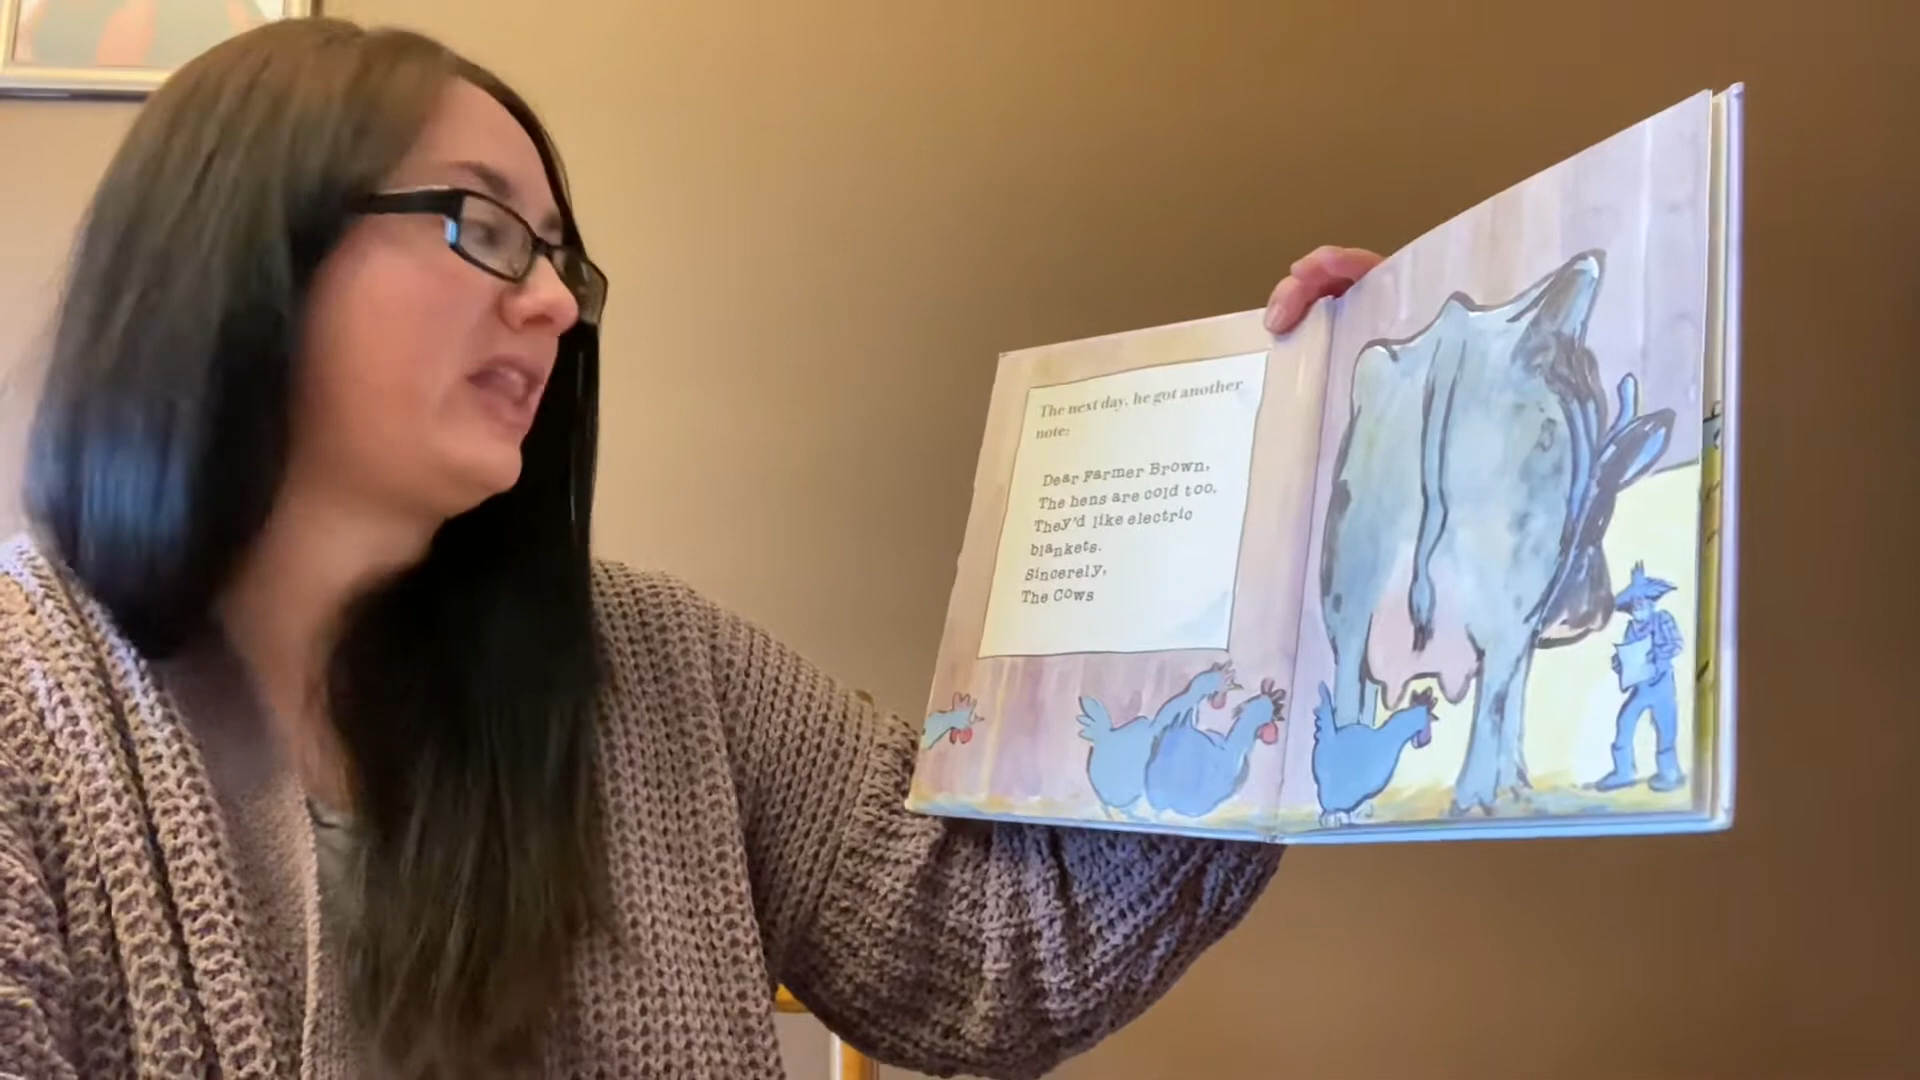 The next day, he got another
note:
Dear Farmer Brown,
The hens are cold too.
They'd like electric
blankets.
Sincerely,
The Cows